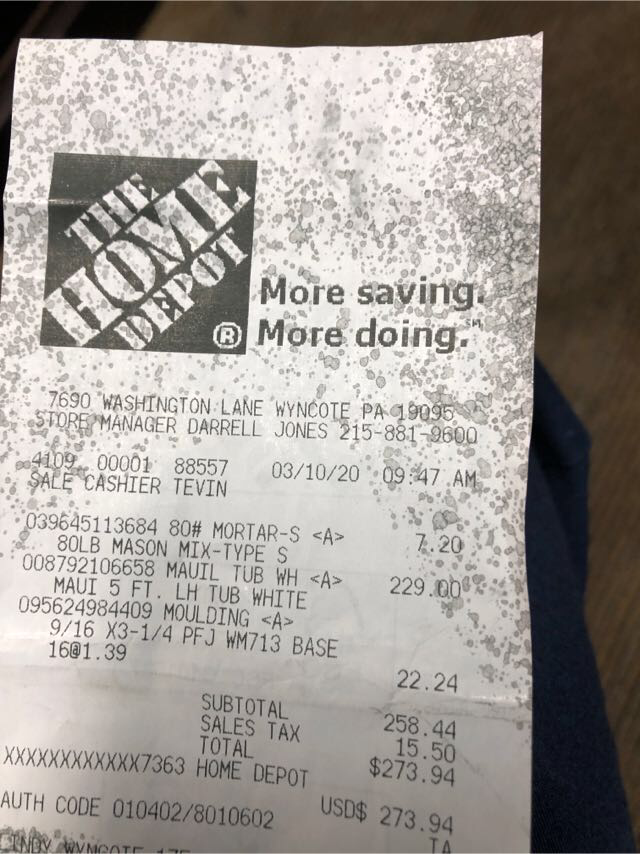 THE
HOME
DEPOT
®
More saving.
More doing.℠
7690 WASHINGTON LANE WYNCOTE PA 19095
STORE MANAGER DARRELL JONES 215-881-9600
4109 00001 88557 03/10/20 09:47 AM
SALE CASHIER TEVIN
039645113684 80# MORTAR-S <A> 7.20
80LB MASON MIX-TYPE S
008792106658 MAUIL TUB WH <A> 229.00
MAUI 5 FT. LH TUB WHITE
095624984409 MOULDING <A>
9/16 X3-1/4 PFJ WM713 BASE
16@1.39 22.24
SUBTOTAL 258.44
SALES TAX 15.50
TOTAL $273.94
XXXXXXXXXXXX7363 HOME DEPOT
USD$ 273.94
AUTH CODE 010402/8010602 TA
WYNCOTE